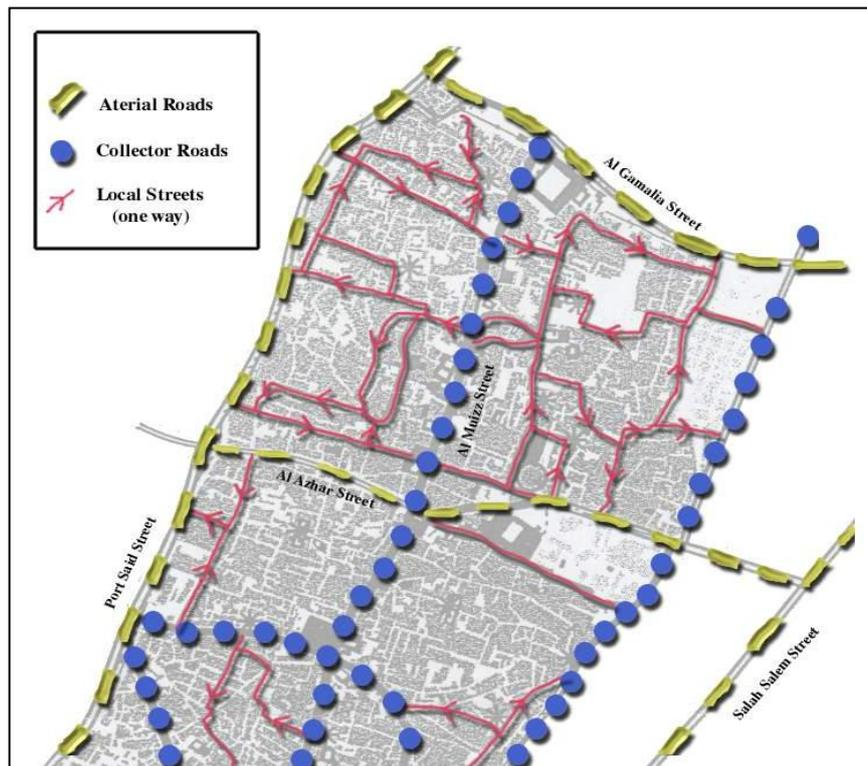 Aterial Roads
Collector Roads
Local Streets
(one way)
Al Gamalia Street
Al Muizz Street
Al Azhar Street
Port Said Street
Salah Salem Street